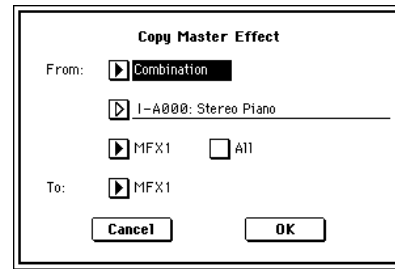 Copy Master Effect
From: Combination
I-A000: Stereo Piano
MFX1 All
To: MFX1
Cancel OK